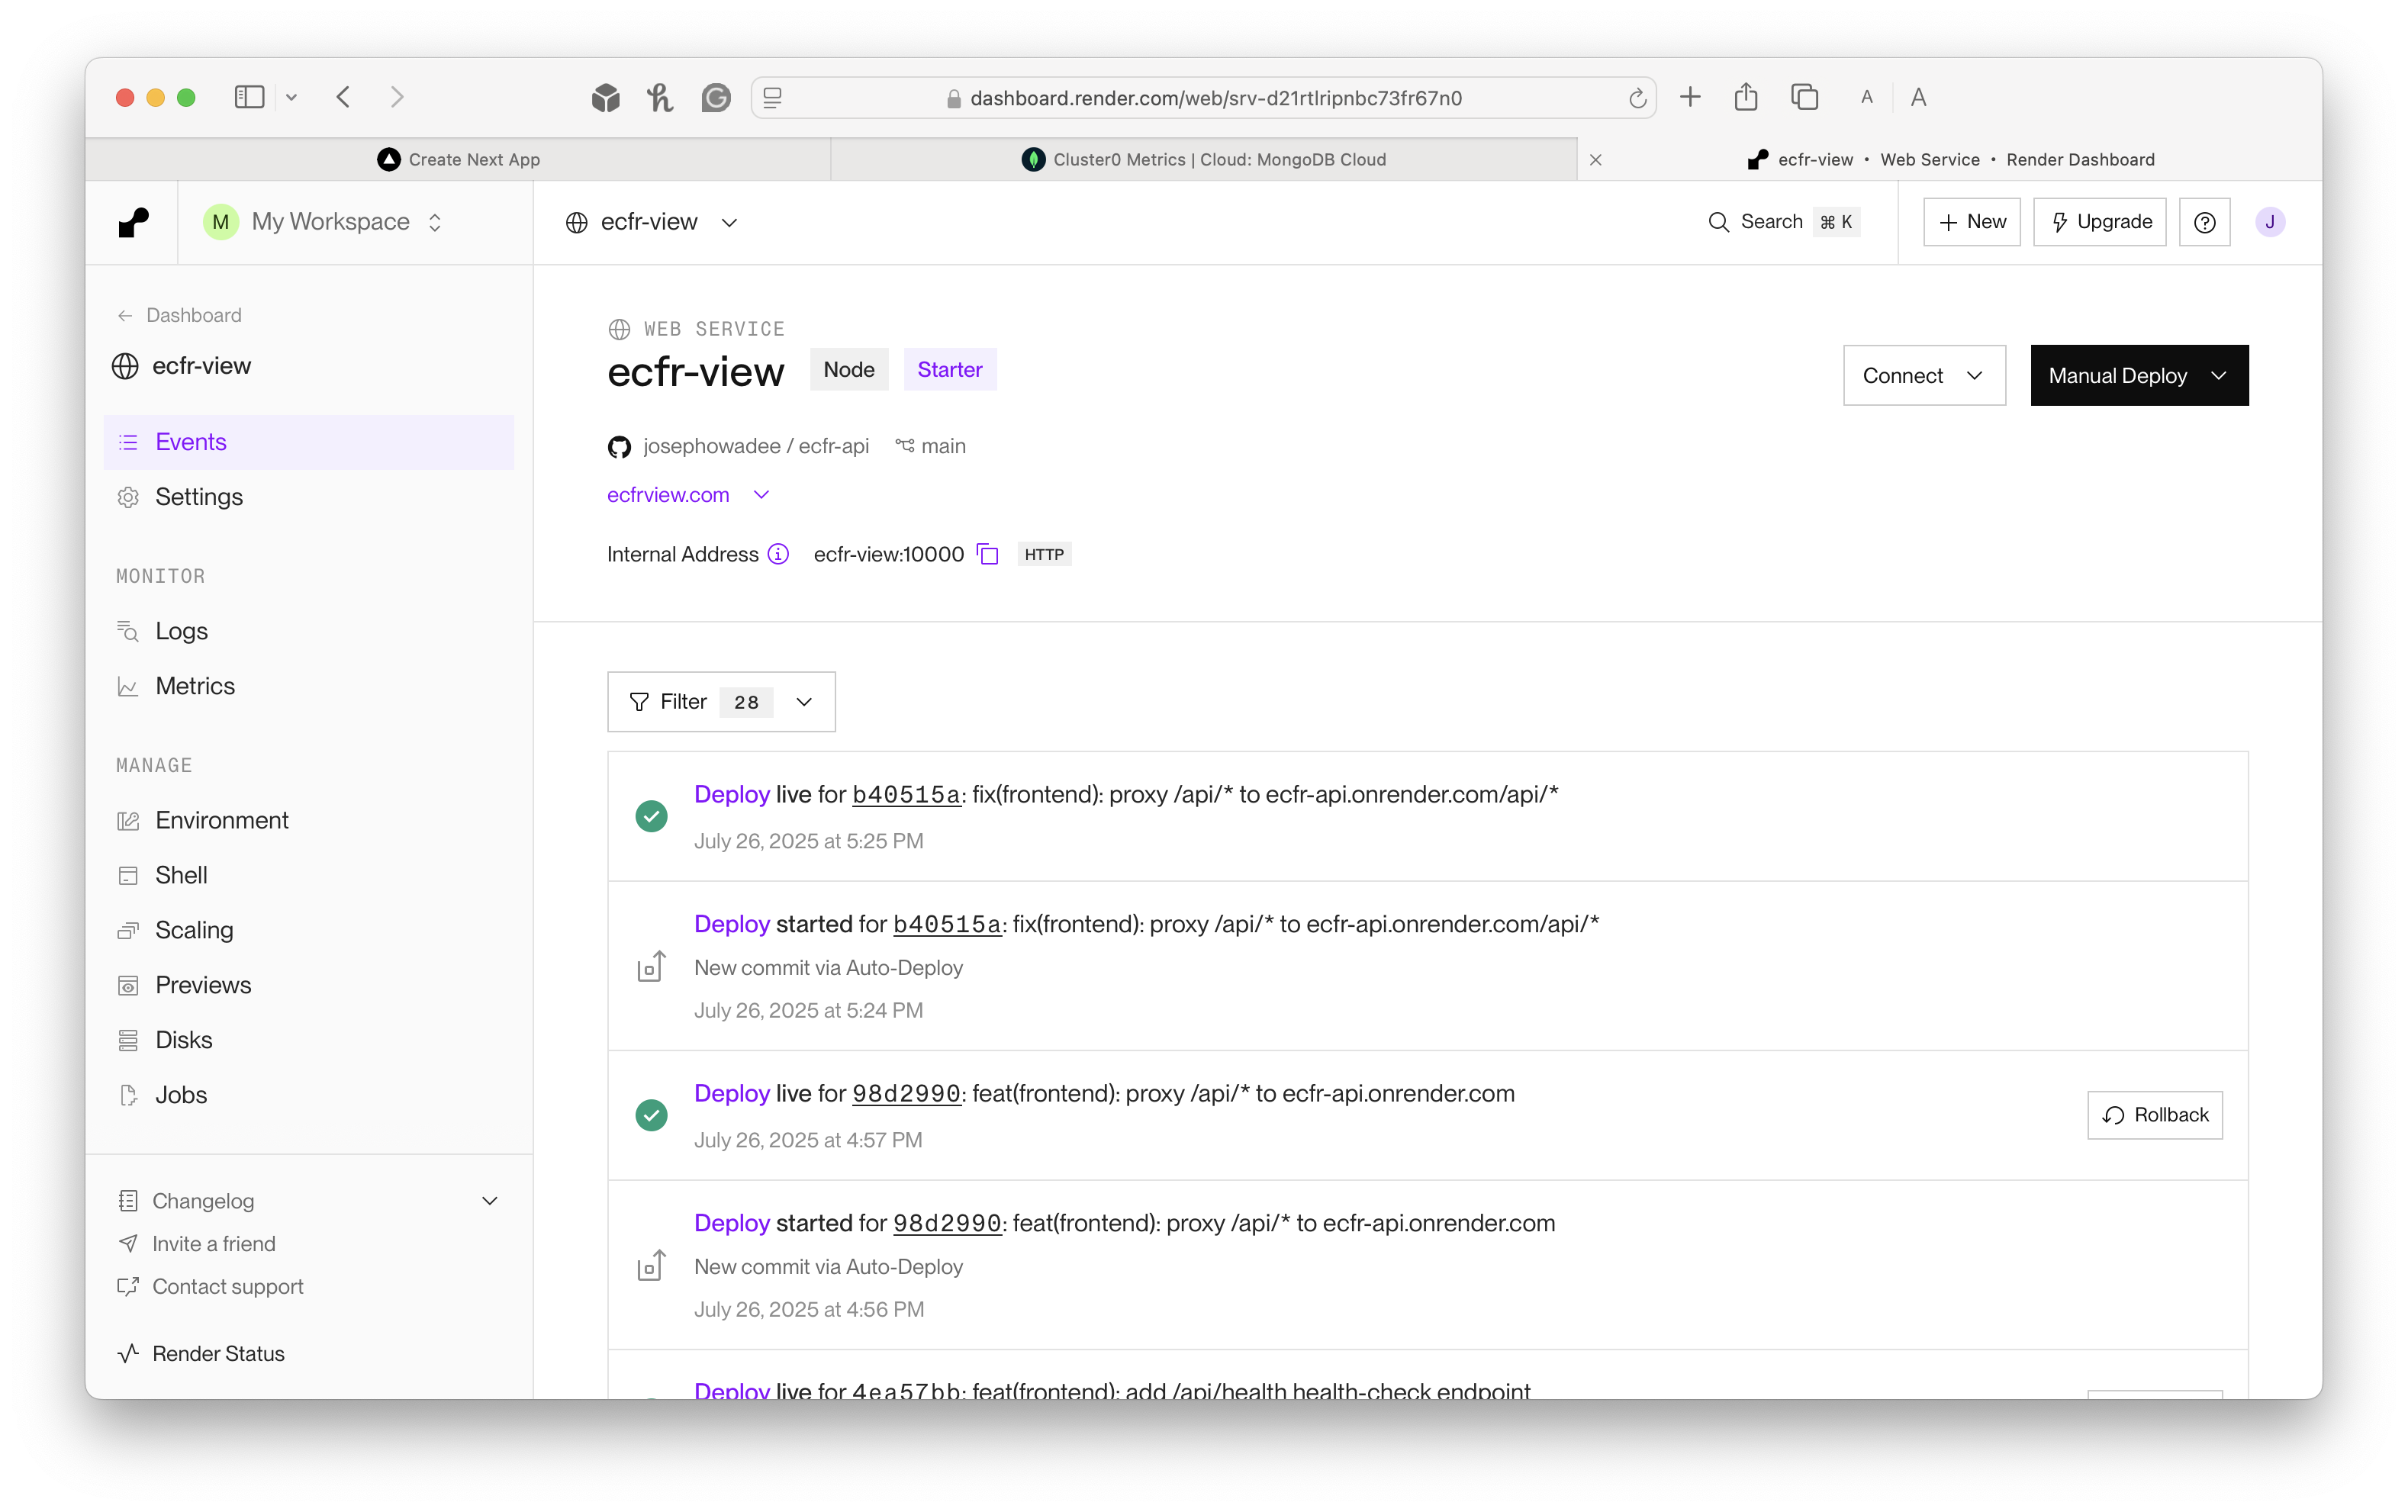 dashboard.render.com/web/srv-d21rtlripnbc73fr67n0
A A
Create Next App
Cluster0 Metrics | Cloud: MongoDB Cloud
ecfr-view • Web Service • Render Dashboard
M My Workspace
ecfr-view
Search ⌘ K
+ New
Upgrade
J
← Dashboard
ecfr-view
Events
Settings
MONITOR
Logs
Metrics
MANAGE
Environment
Shell
Scaling
Previews
Disks
Jobs
Changelog
Invite a friend
Contact support
Render Status
WEB SERVICE
ecfr-view Node Starter
Connect
Manual Deploy
josephowadee / ecfr-api main
ecfrview.com
Internal Address ecfr-view:10000 HTTP
Filter 28
Deploy live for b40515a: fix(frontend): proxy /api/* to ecfr-api.onrender.com/api/*
July 26, 2025 at 5:25 PM
Deploy started for b40515a: fix(frontend): proxy /api/* to ecfr-api.onrender.com/api/*
New commit via Auto-Deploy
July 26, 2025 at 5:24 PM
Deploy live for 98d2990: feat(frontend): proxy /api/* to ecfr-api.onrender.com
July 26, 2025 at 4:57 PM
Rollback
Deploy started for 98d2990: feat(frontend): proxy /api/* to ecfr-api.onrender.com
New commit via Auto-Deploy
July 26, 2025 at 4:56 PM
Deploy live for 4ea57bb: feat(frontend): add /api/health health-check endpoint